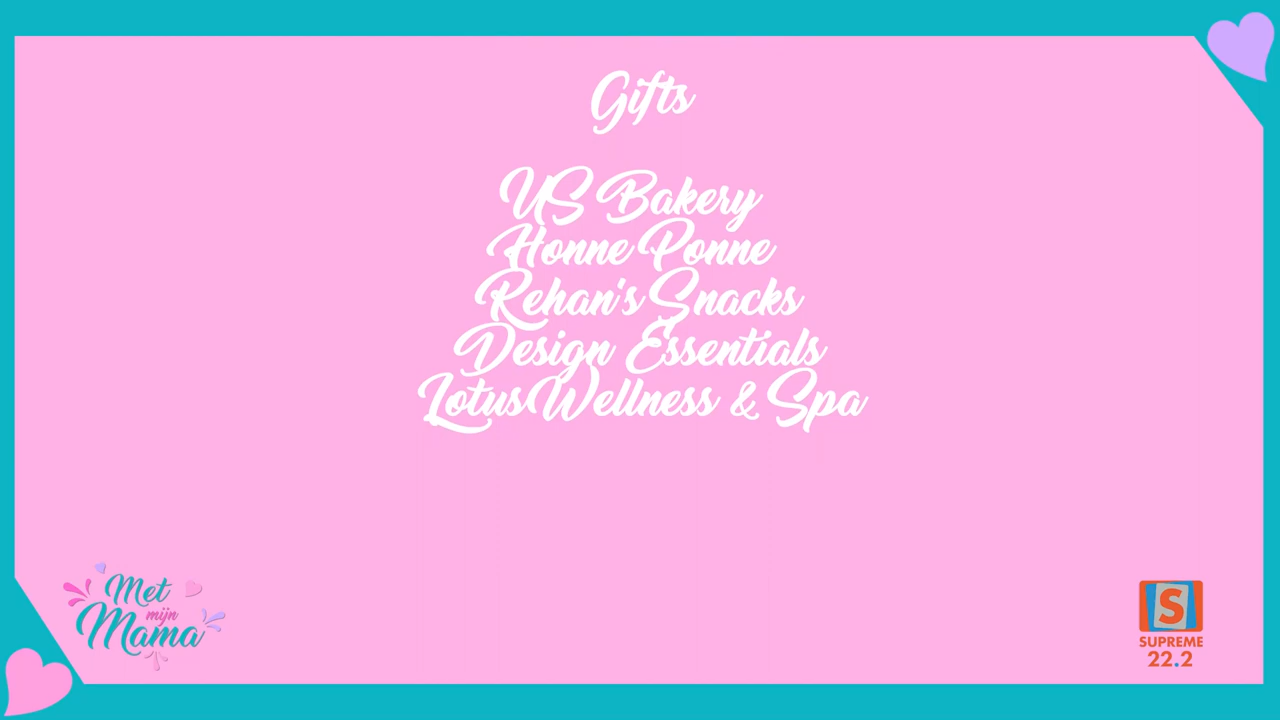 Gifts
US Bakery
Honne Ponne
Rehan's Snacks
Design Essentials
Lotus Wellness & Spa
Met
mijn
Mama
S
SUPREME
22.2